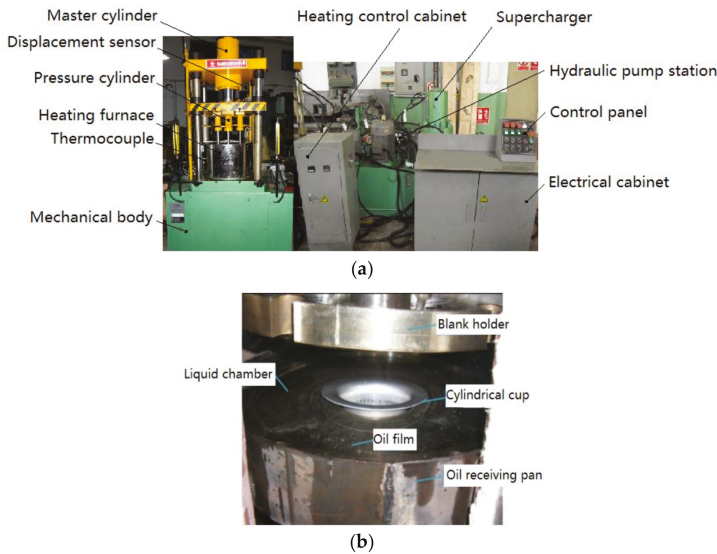 Master cylinder
Displacement sensor
Pressure cylinder
Heating furnace
Thermocouple
Mechanical body
Heating control cabinet
Supercharger
Hydraulic pump station
Control panel
Electrical cabinet
(a)
Blank holder
Liquid chamber
Cylindrical cup
Oil film
Oil receiving pan
(b)